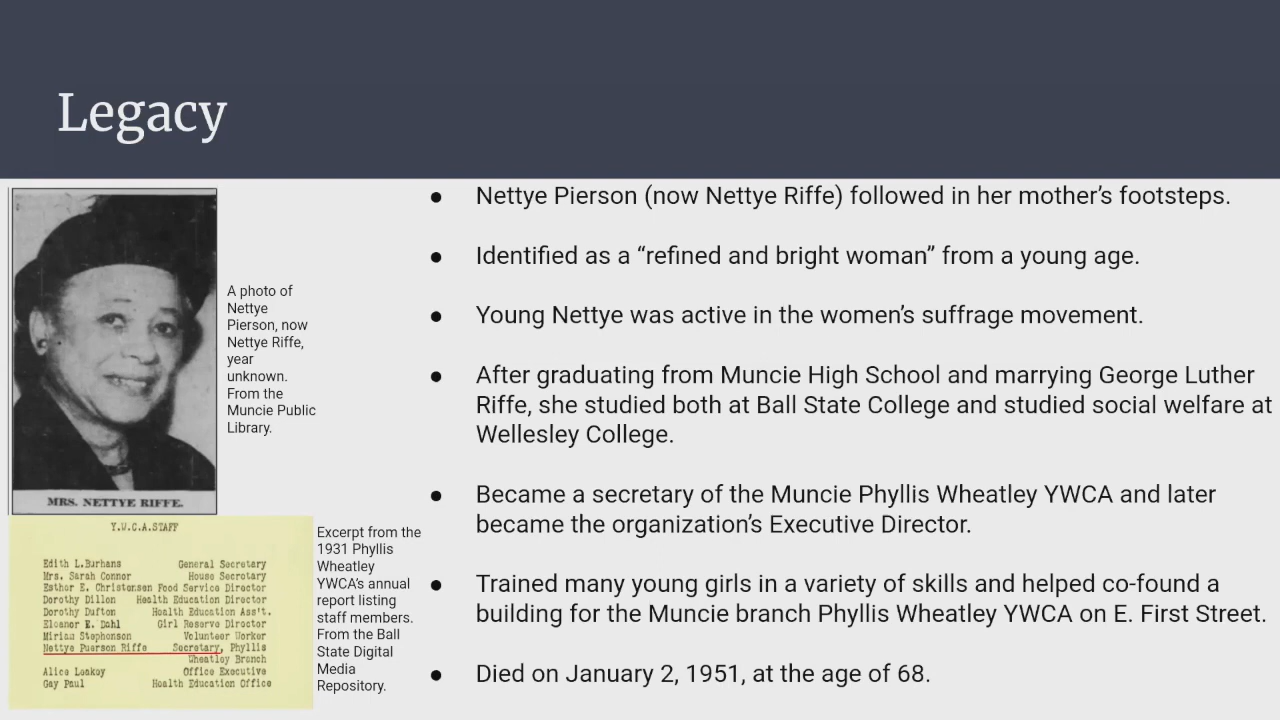 Legacy
MRS. NETTYE RIFFE.
A photo of
Nettye
Pierson, now
Nettye Riffe,
year
unknown.
From the
Muncie Public
Library.
Y.W.C.A.STAFF
Edith L.Burhans General Secretary
Mrs. Sarah Connor House Secretary
Esther E. Christensen Food Service Director
Dorothy Dillon Health Education Director
Dorothy Dufton Health Education Ass't.
Eleanor E. Dahl Girl Reserve Director
Miriam Stephenson Volunteer Worker
Nettye Puerson Riffe Secretary, Phyllis
Wheatley Branch
Alice Leakey Office Executive
Gay Paul Health Education Office
Excerpt from the
1931 Phyllis
Wheatley
YWCA’s annual
report listing
staff members.
From the Ball
State Digital
Media
Repository.
● Nettye Pierson (now Nettye Riffe) followed in her mother’s footsteps.
● Identified as a “refined and bright woman” from a young age.
● Young Nettye was active in the women’s suffrage movement.
● After graduating from Muncie High School and marrying George Luther
Riffe, she studied both at Ball State College and studied social welfare at
Wellesley College.
● Became a secretary of the Muncie Phyllis Wheatley YWCA and later
became the organization’s Executive Director.
● Trained many young girls in a variety of skills and helped co-found a
building for the Muncie branch Phyllis Wheatley YWCA on E. First Street.
● Died on January 2, 1951, at the age of 68.